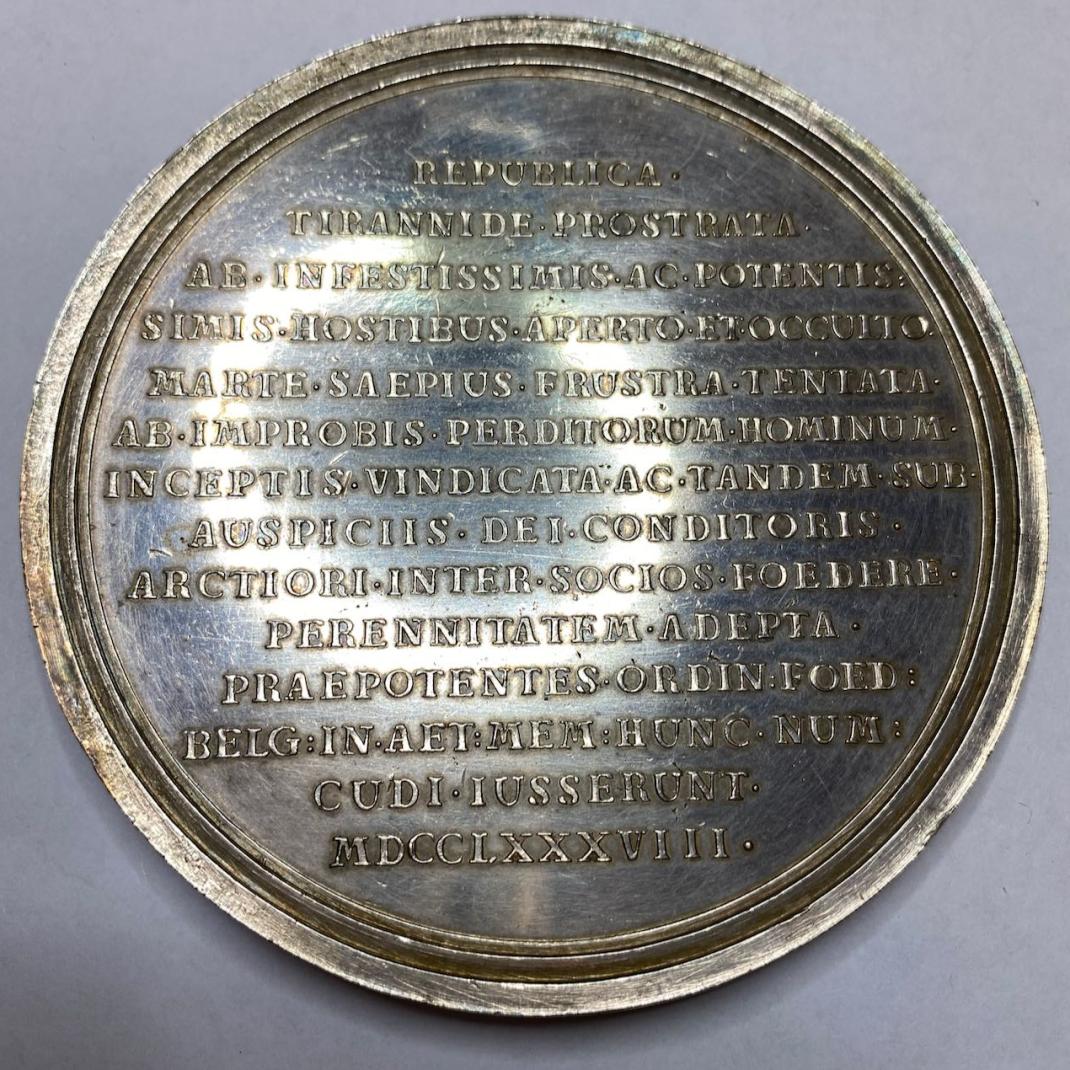 REPUBLICA·
TIRANNIDE·PROSTRATA·
AB·INFESTISSIMIS·AC·POTENTIS:
SIMIS·HOSTIBUS·APERTO·ET·OCCULTO·
MARTE·SAEPIUS·FRUSTRA·TENTATA·
AB·IMPROBIS·PERDITORUM·HOMINUM·
INCEPTIS·VINDICATA·AC·TANDEM·SUB·
·AUSPICIIS·DEI·CONDITORIS·
ARCTIORI·INTER·SOCIOS·FOEDERE·
PERENNITATEM·ADEPTA·
PRAEPOTENTES·ORDIN:FOED:
BELG:IN·AET:MEM:HUNC·NUM:
CUDI·IUSSERUNT·
MDCCLXXXVIII·